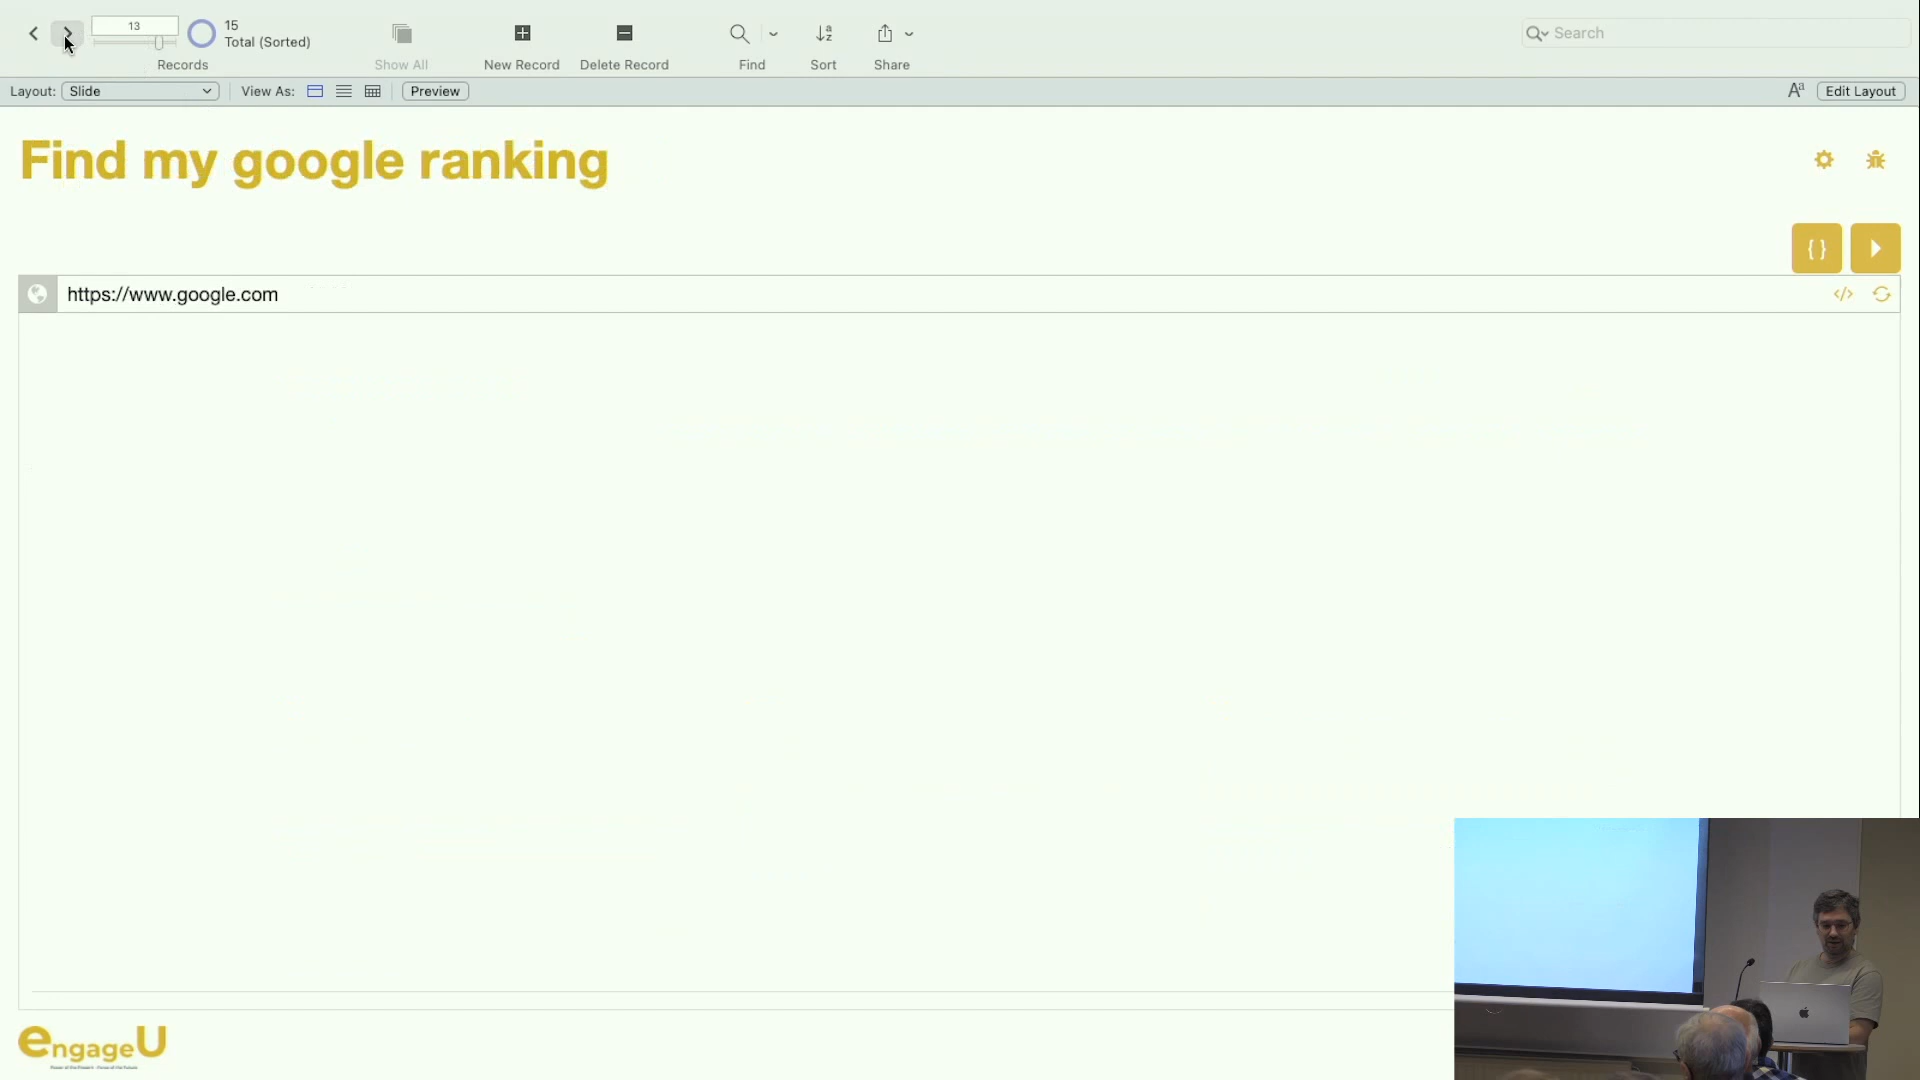 13
15
Total (Sorted)
Records
Show All
New Record
Delete Record
Find
Sort
Share
Search
Layout: Slide
View As:
Preview
Aa
Edit Layout
Find my google ranking
{ }
https://www.google.com
</>
engageU